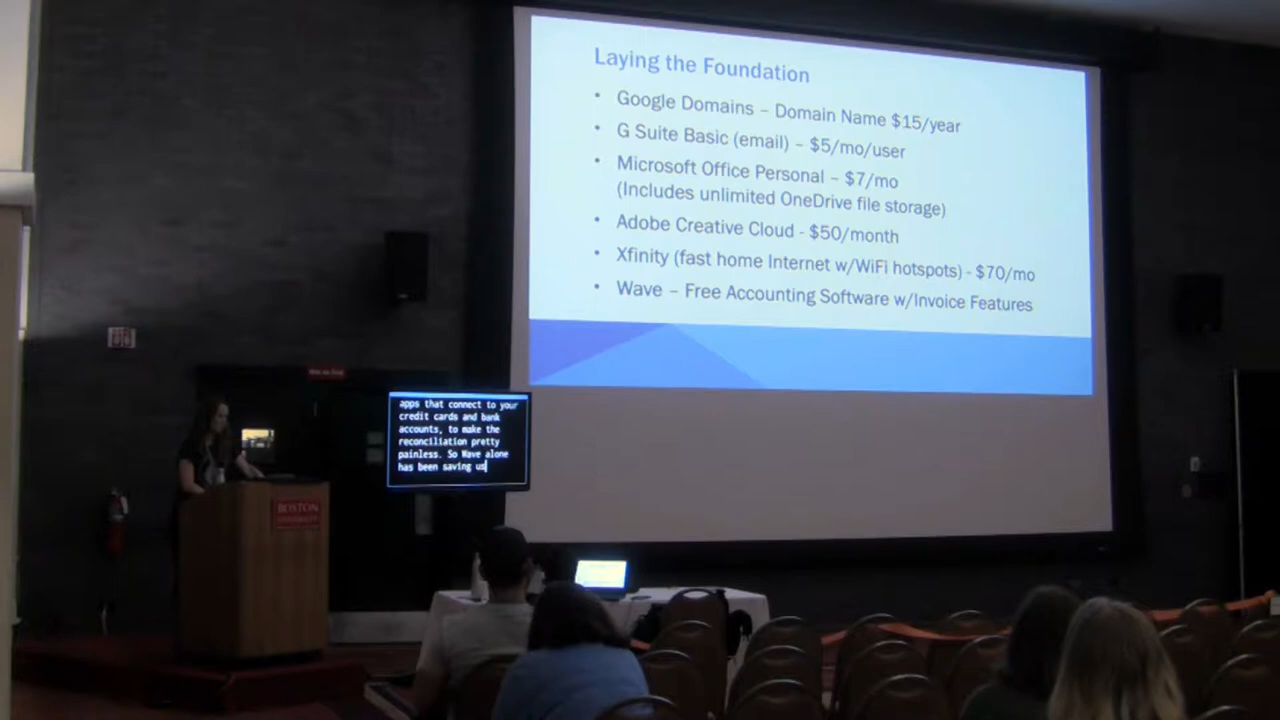 Laying the Foundation
• Google Domains – Domain Name $15/year
• G Suite Basic (email) – $5/mo/user
• Microsoft Office Personal – $7/mo
(Includes unlimited OneDrive file storage)
• Adobe Creative Cloud - $50/month
• Xfinity (fast home Internet w/WiFi hotspots) - $70/mo
• Wave – Free Accounting Software w/Invoice Features
apps that connect to your
credit cards and bank
accounts, to make the
reconciliation pretty
painless. So Wave alone
has been saving us
BOSTON
UNIVERSITY